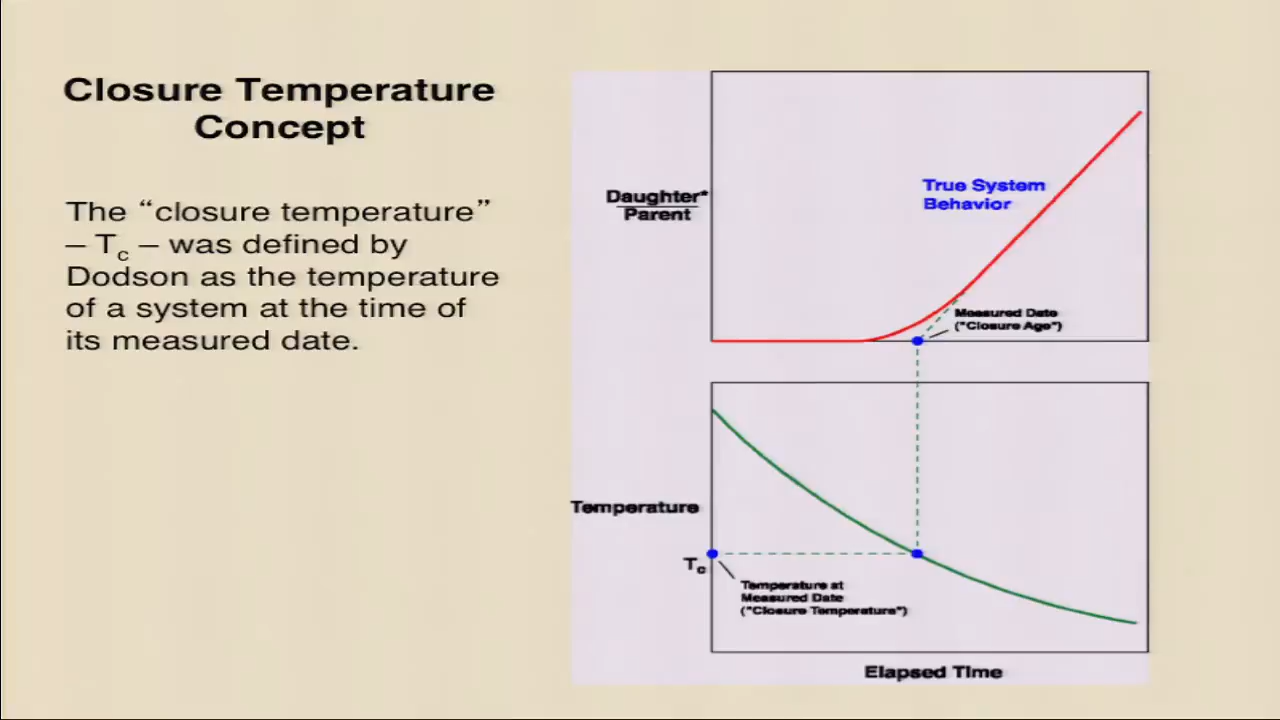 Closure Temperature
Concept
The “closure temperature”
– Tc – was defined by
Dodson as the temperature
of a system at the time of
its measured date.
Daughter*
Parent
True System
Behavior
Measured Date
("Closure Age")
Temperature
Tc
Temperature at
Measured Date
("Closure Temperature")
Elapsed Time